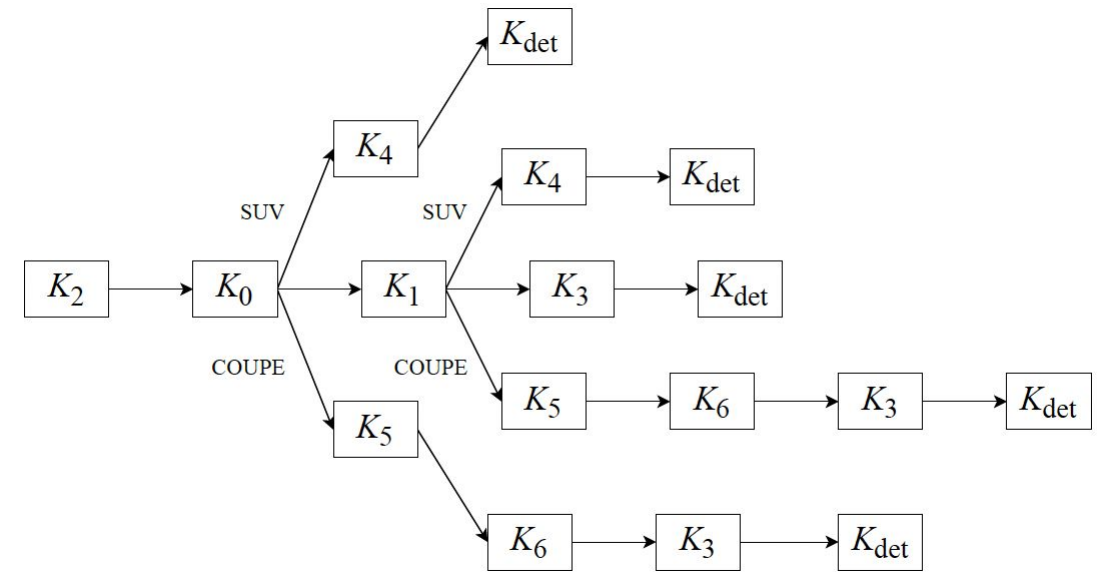 K_det
K_4
SUV
K_4
K_det
SUV
K_2
K_0
K_1
K_3
K_det
COUPE
COUPE
K_5
K_6
K_3
K_det
K_5
K_6
K_3
K_det